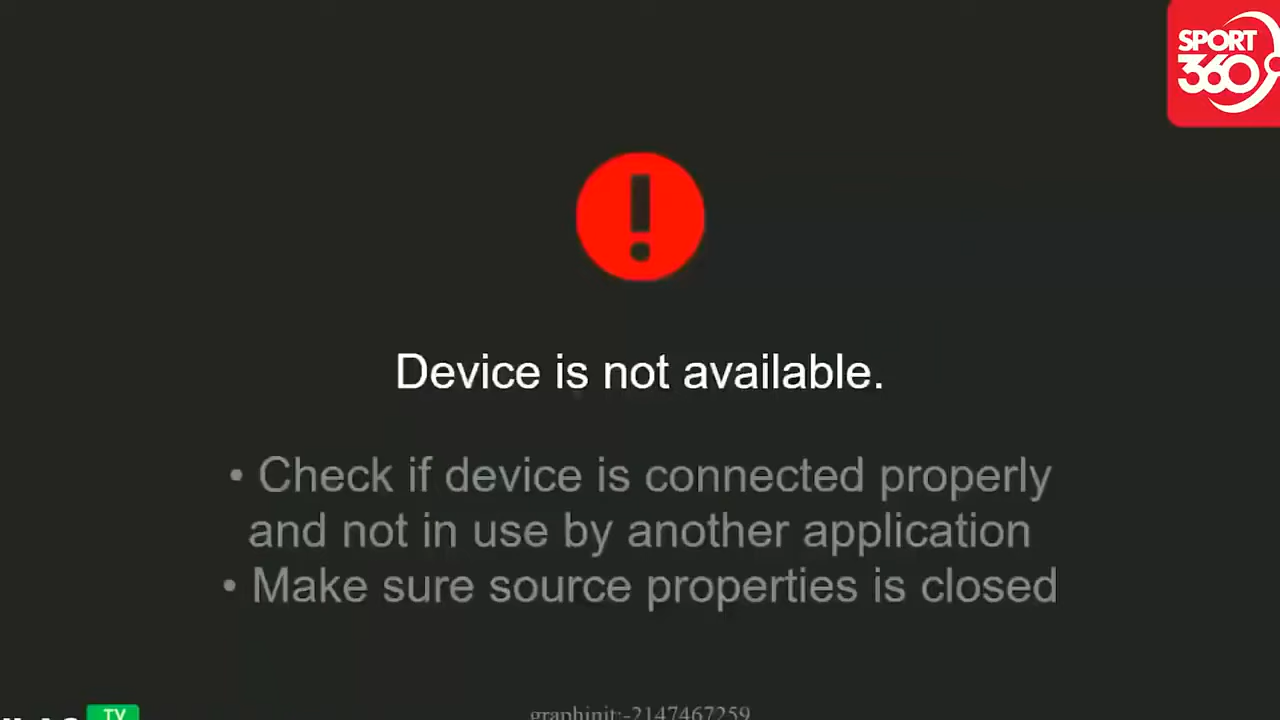 SPORT
360
Device is not available.
• Check if device is connected properly
and not in use by another application
• Make sure source properties is closed
TV
graphinit:-2147467259